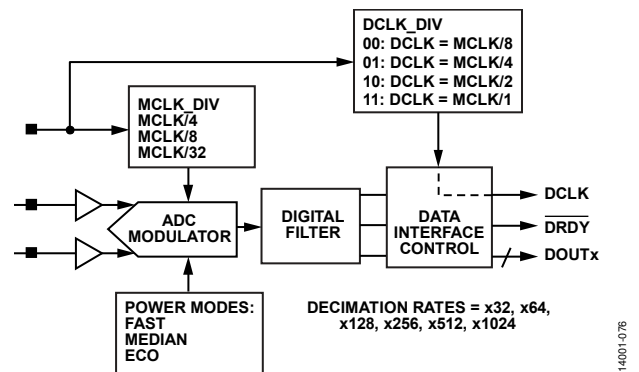 DCLK_DIV
00: DCLK = MCLK/8
01: DCLK = MCLK/4
10: DCLK = MCLK/2
11: DCLK = MCLK/1
MCLK_DIV
MCLK/4
MCLK/8
MCLK/32
ADC
MODULATOR
DIGITAL
FILTER
DATA
INTERFACE
CONTROL
DCLK
DRDY
DOUTx
POWER MODES:
FAST
MEDIAN
ECO
DECIMATION RATES = x32, x64,
x128, x256, x512, x1024
14001-076